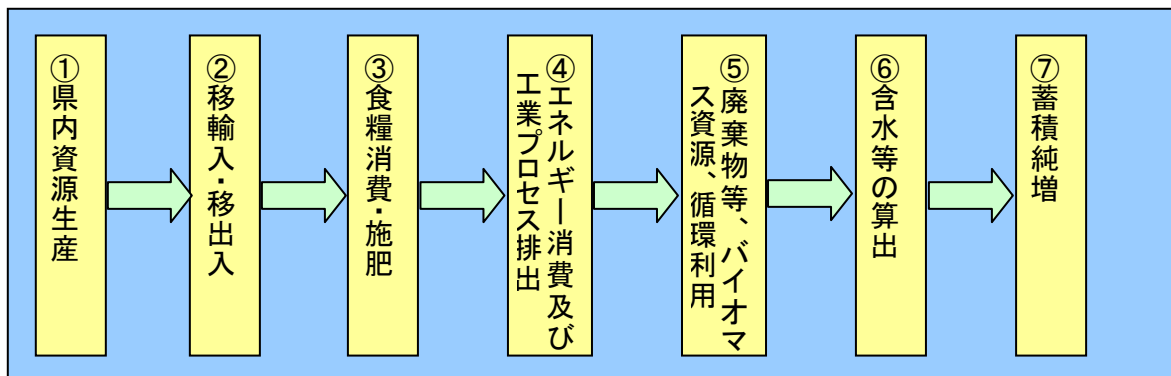 ①県内資源生産
②移輸入・移出入
③食糧消費・施肥
④エネルギー消費及び
工業プロセス排出
⑤廃棄物等、バイオマ
ス資源、循環利用
⑥含水等の算出
⑦蓄積純増